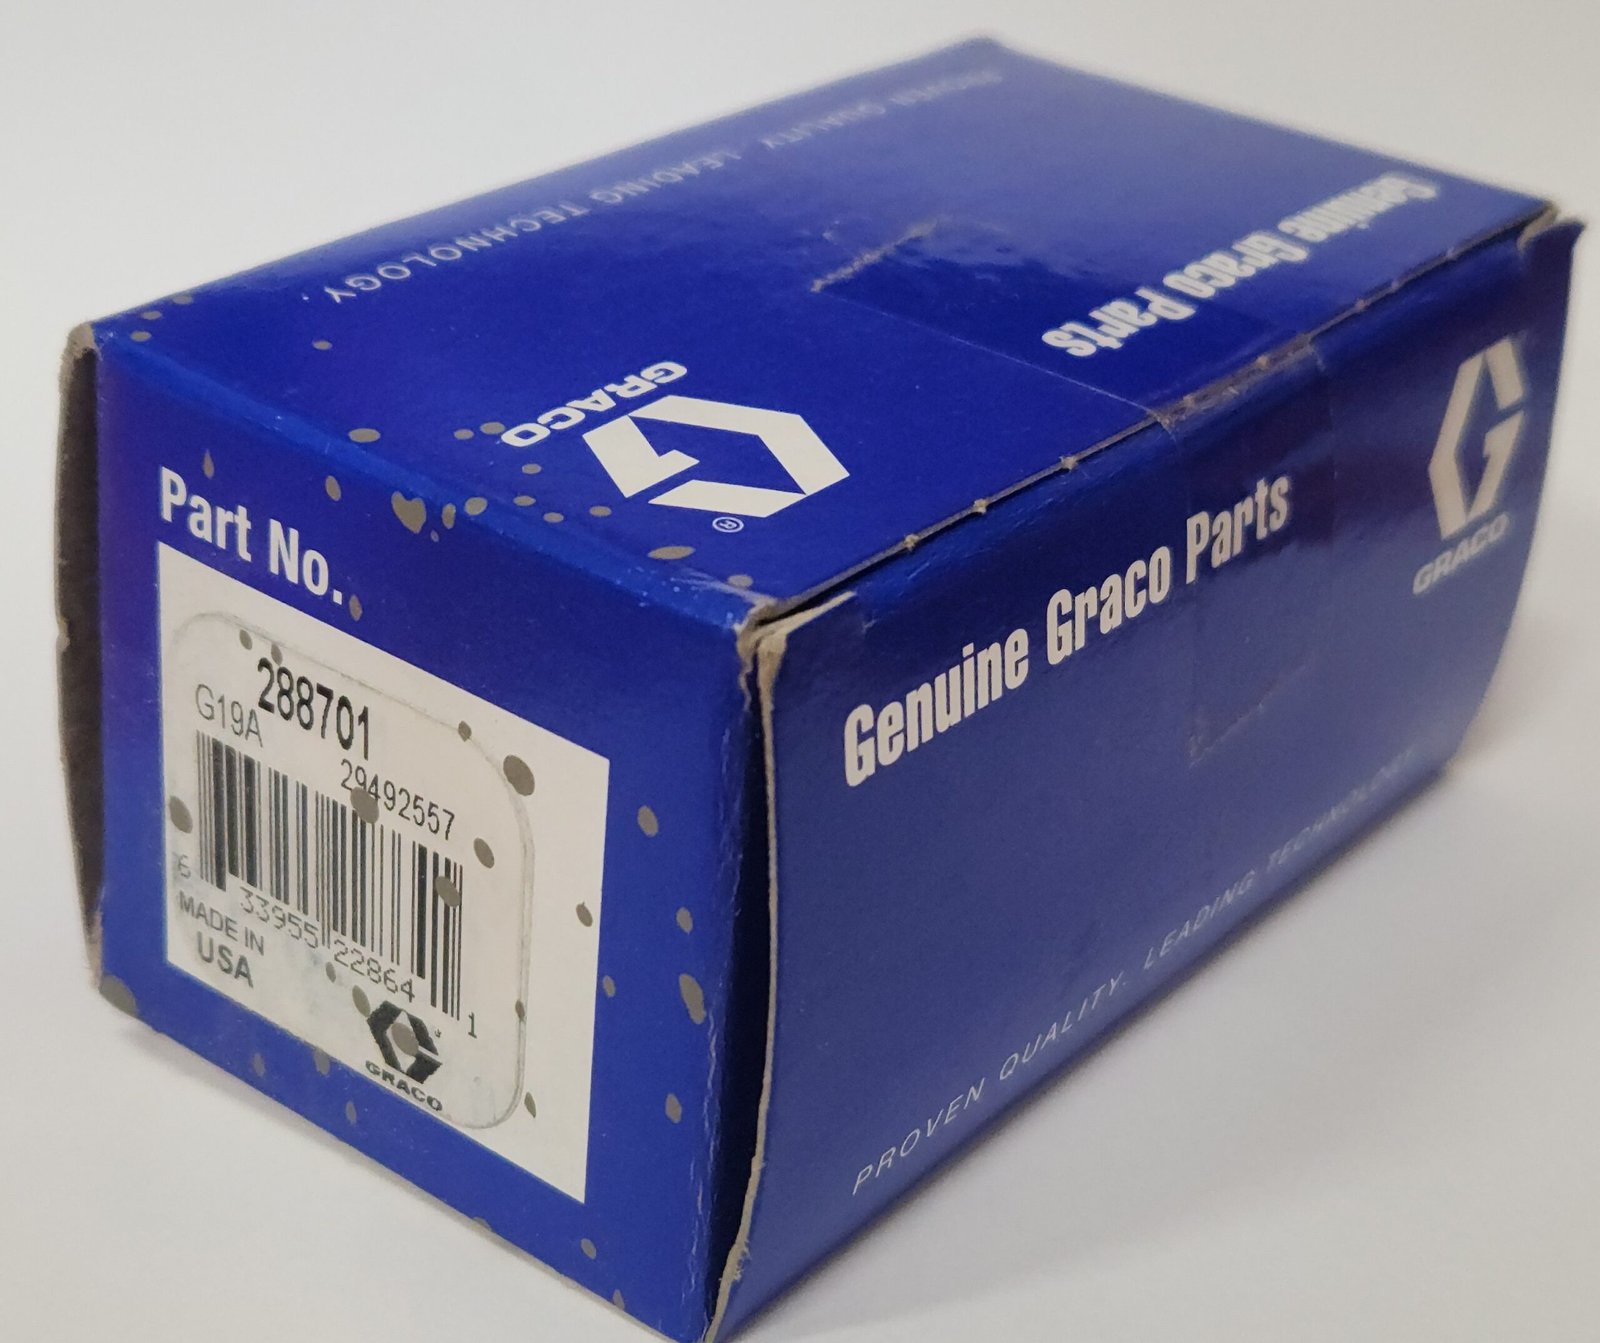 PROVEN QUALITY. LEADING TECHNOLOGY.
Genuine Graco Parts
GRACO
®
Part No.
288701
G19A
29492557
6 33955 22864 1
MADE IN
USA
GRACO
Genuine Graco Parts
GRACO
PROVEN QUALITY. LEADING TECHNOLOGY.